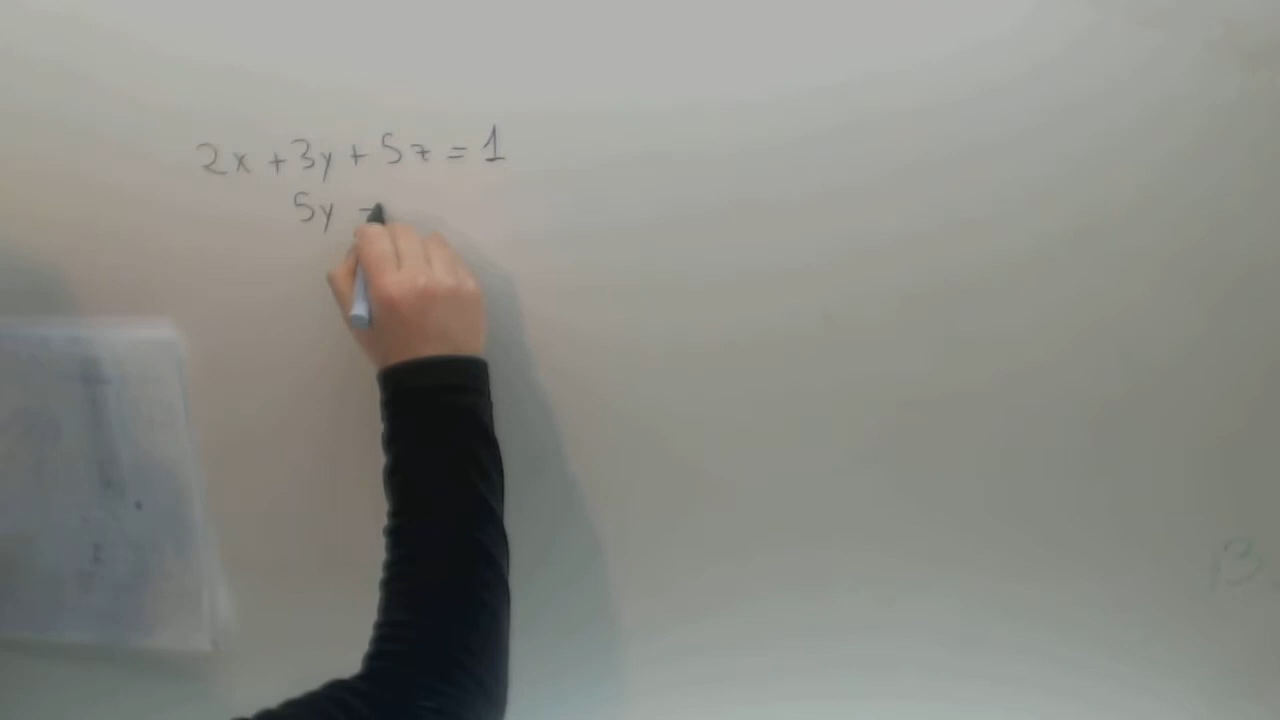 2x + 3y + 5z = 1
5y -